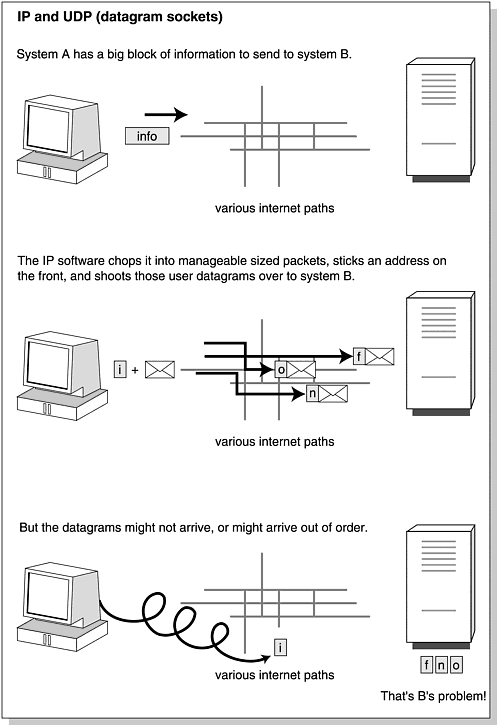 IP and UDP (datagram sockets)
System A has a big block of information to send to system B.
info
various internet paths
The IP software chops it into manageable sized packets, sticks an address on
the front, and shoots those user datagrams over to system B.
f
i +
o
n
various internet paths
But the datagrams might not arrive, or might arrive out of order.
i
f n o
various internet paths
That's B's problem!